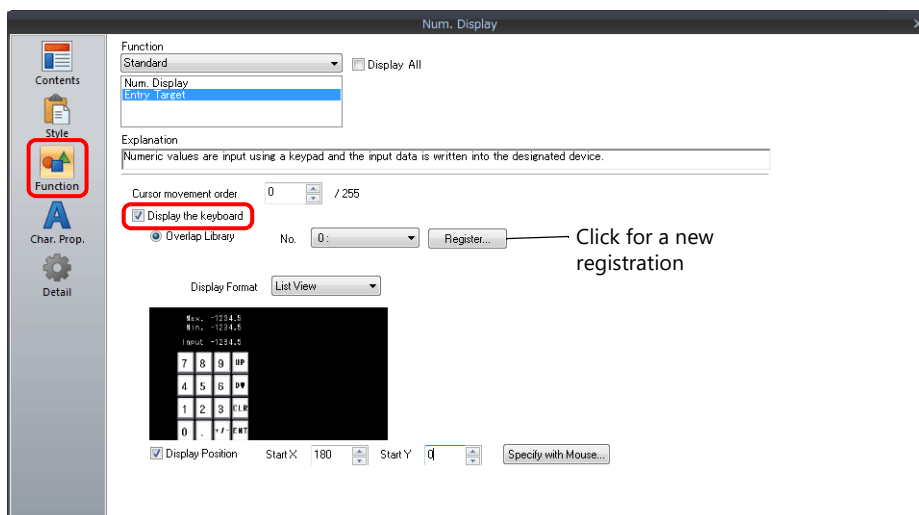 Num. Display
Contents
Style
Function
Char. Prop.
Detail
Function
Standard
Display All
Num. Display
Entry Target
Explanation
Numeric values are input using a keypad and the input data is written into the designated device.
Cursor movement order 0 / 255
Display the keyboard
Overlap Library No. 0: Register...
Click for a new
registration
Display Format List View
Max. -1234.5
Min. -1234.5
Input -1234.5
7 8 9 UP
4 5 6
1 2 3 CLR
0 . +/- ENT
Display Position Start X 180 Start Y 0 Specify with Mouse...